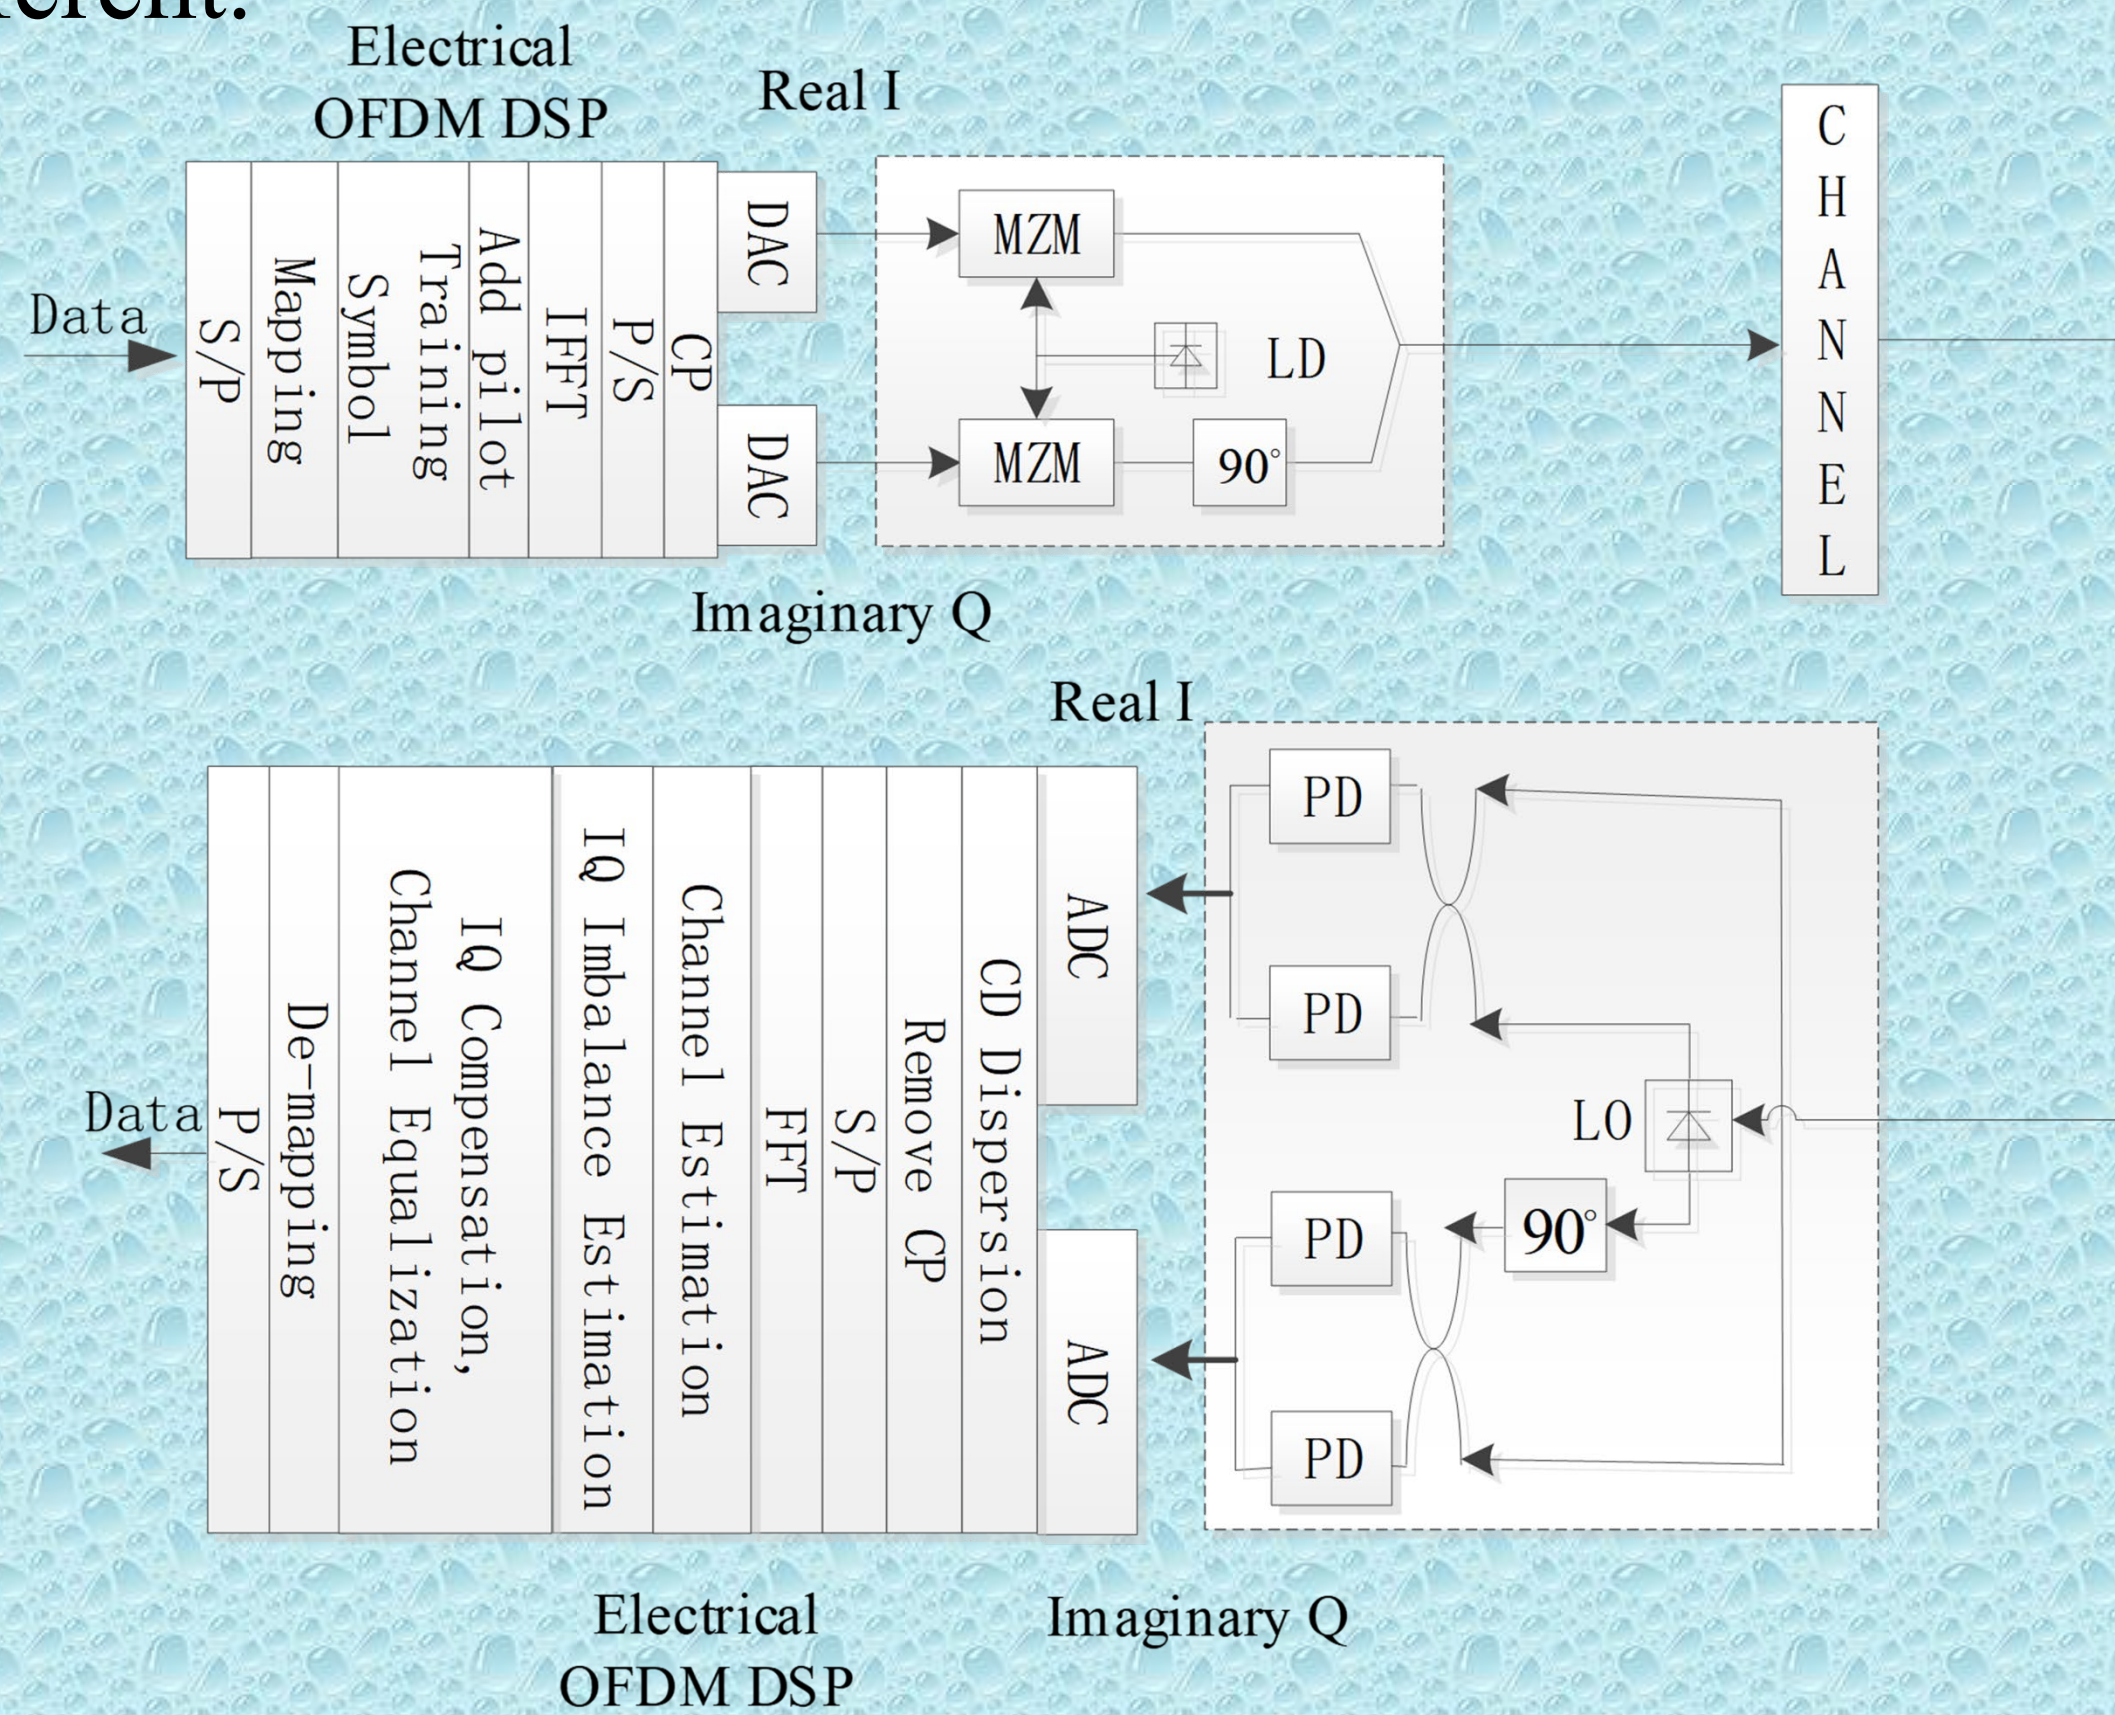 Electrical
OFDM DSP
Real I
Data
S/P
Mapping
Symbol
Training
Add pilot
IFFT
P/S
CP
DAC
DAC
MZM
LD
MZM
90°
CHANNEL
Imaginary Q
Real I
Data
P/S
De-mapping
Channel Equalization
IQ Compensation,
IQ Imbalance Estimation
Channel Estimation
FFT
S/P
Remove CP
CD Dispersion
ADC
ADC
PD
PD
LO
90°
PD
PD
Electrical
OFDM DSP
Imaginary Q